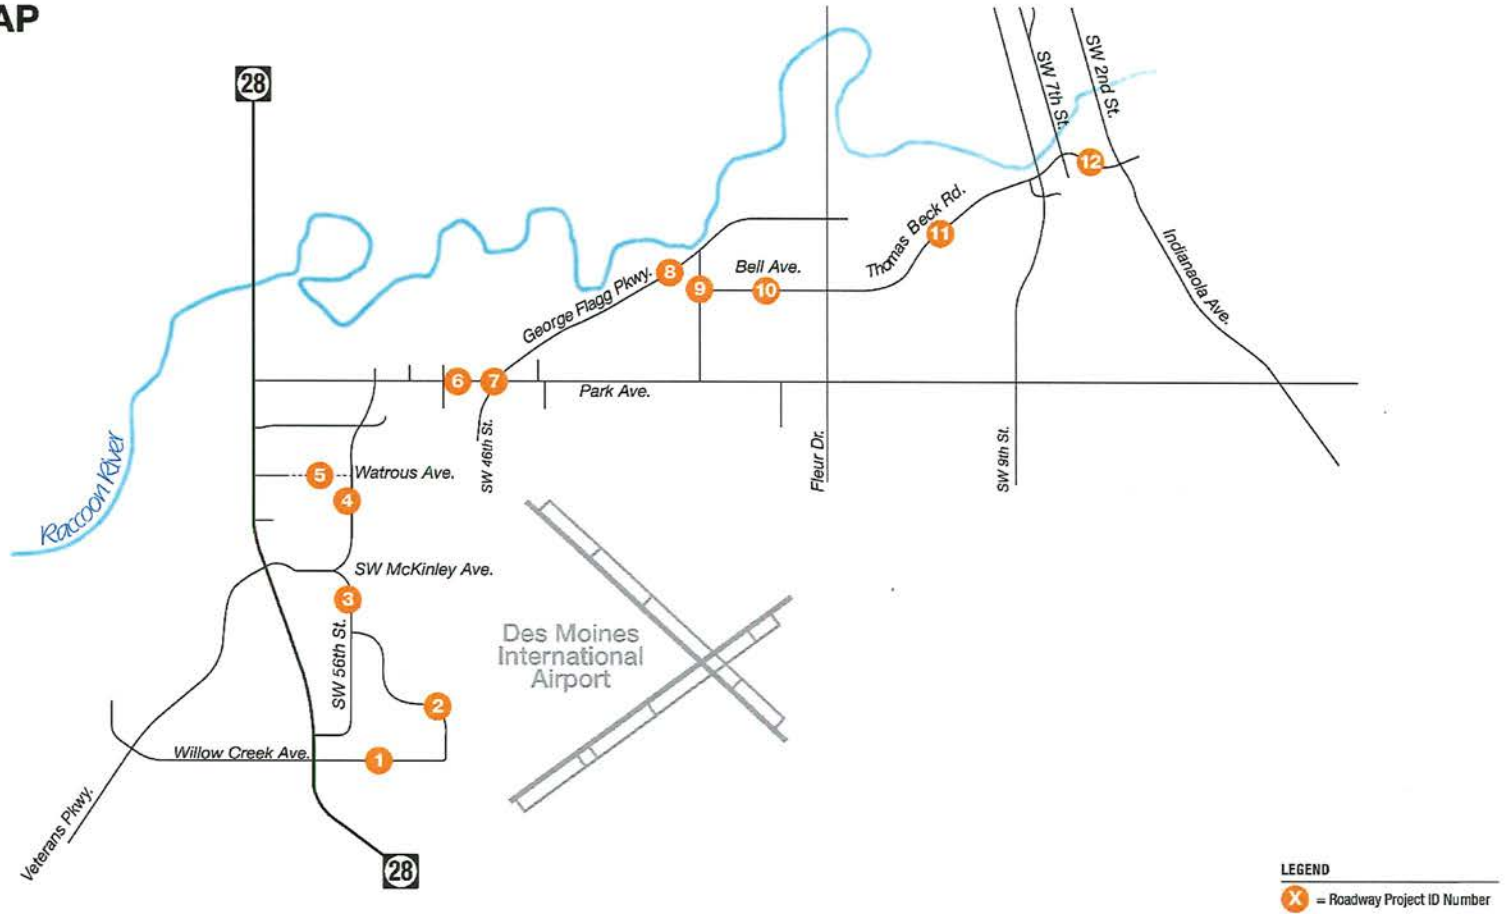 AP
28
SW 7th St.
SW 2nd St.
12
Thomas Beck Rd.
11
Indianaola Ave.
8
George Flagg Pkwy.
9
Bell Ave.
10
6
7
Park Ave.
SW 46th St.
Fleur Dr.
SW 9th St.
Raccoon River
5
Watrous Ave.
4
SW McKinley Ave.
3
SW 56th St.
Des Moines
International
Airport
2
Willow Creek Ave.
1
Veterans Pkwy.
28
LEGEND
X = Roadway Project ID Number